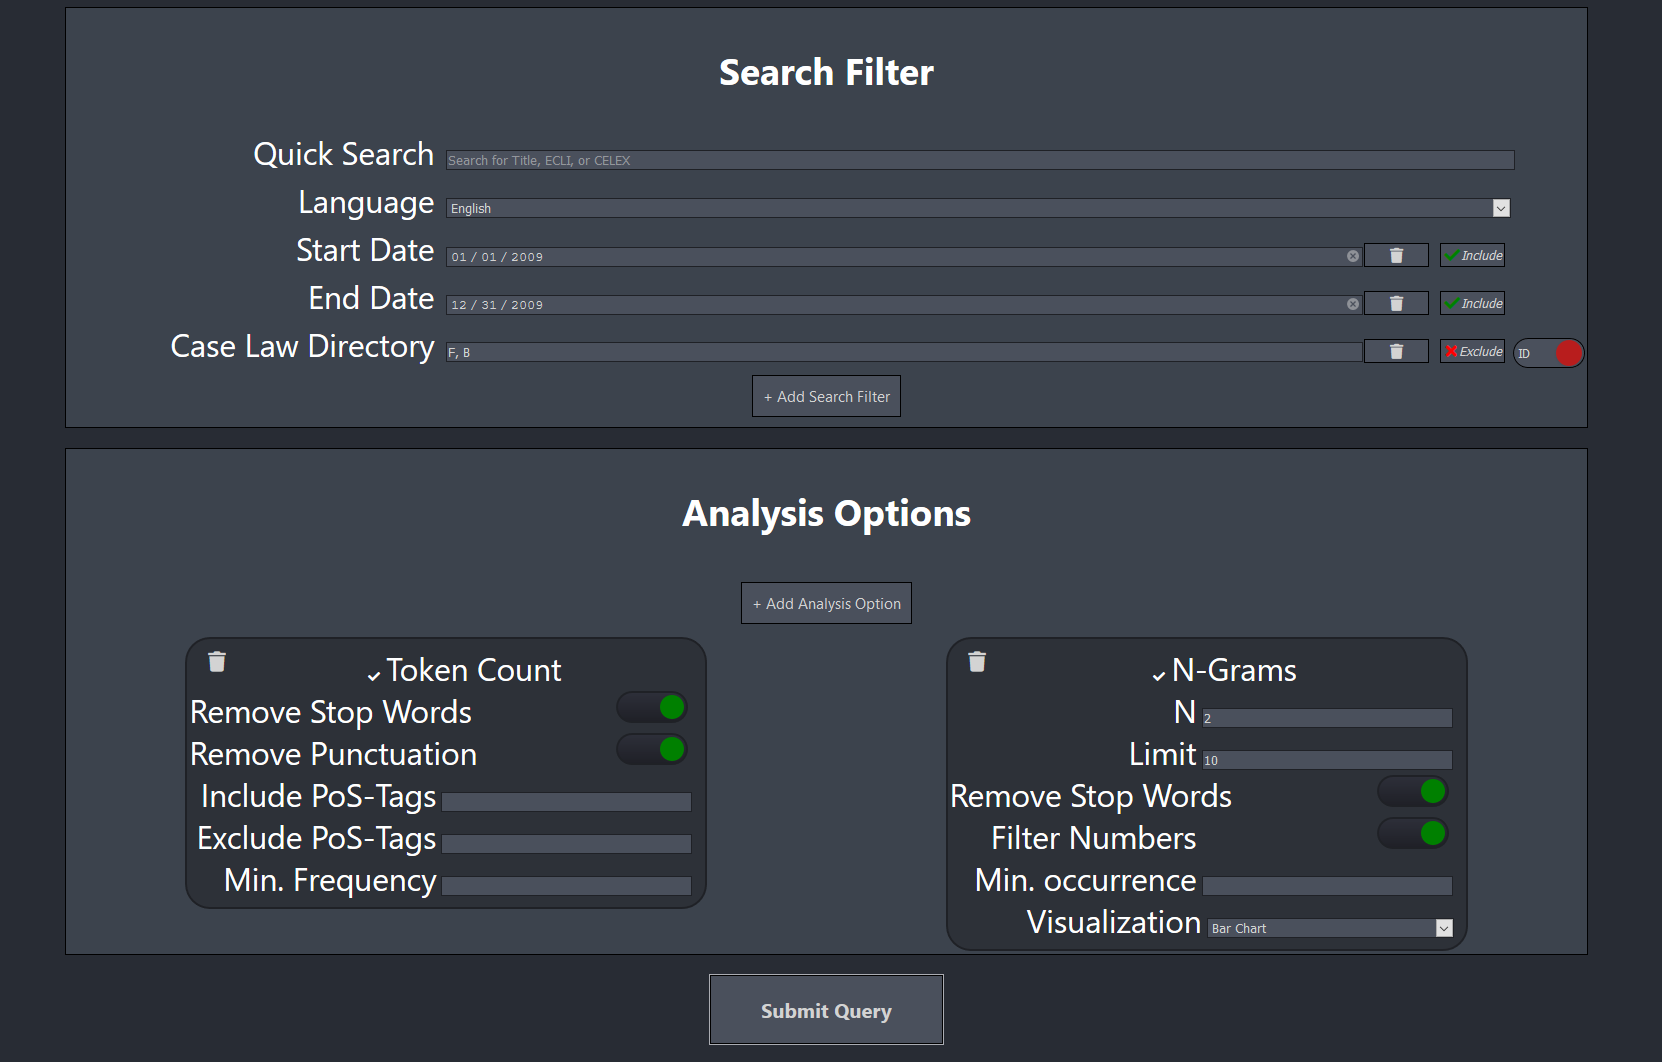 Search Filter
Quick Search Search for Title, ECLI, or CELEX
Language English
Start Date 01 / 01 / 2009 Include
End Date 12 / 31 / 2009 Include
Case Law Directory F, B Exclude ID
+ Add Search Filter
Analysis Options
+ Add Analysis Option
Token Count
Remove Stop Words
Remove Punctuation
Include PoS-Tags
Exclude PoS-Tags
Min. Frequency
N-Grams
N 2
Limit 10
Remove Stop Words
Filter Numbers
Min. occurrence
Visualization Bar Chart
Submit Query